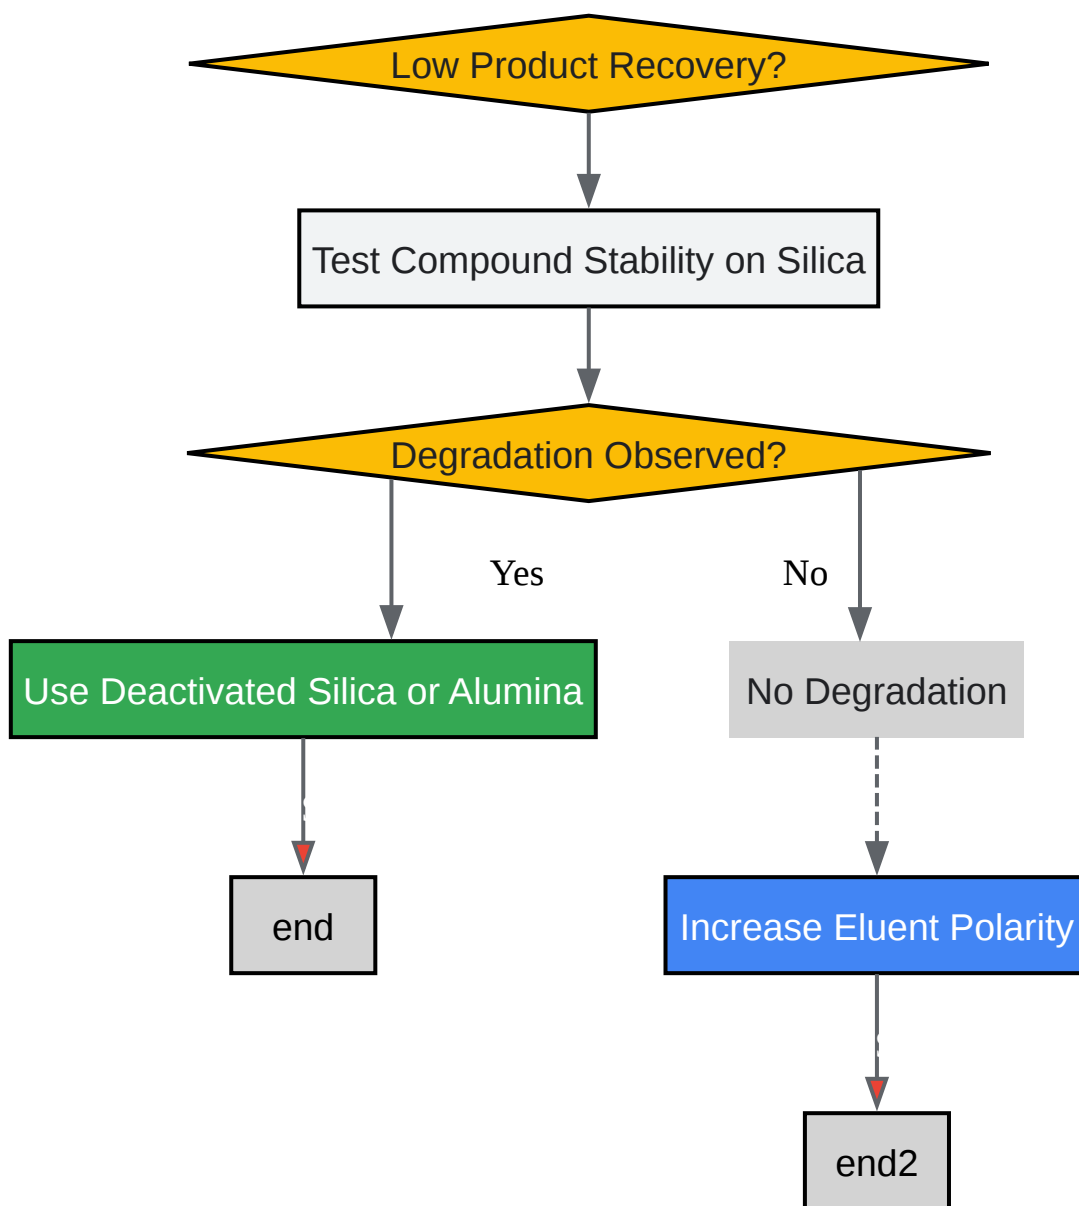 Low Product Recovery?
Test Compound Stability on Silica
Degradation Observed?
Yes
No
Use Deactivated Silica or Alumina
No Degradation
end
Increase Eluent Polarity
end2